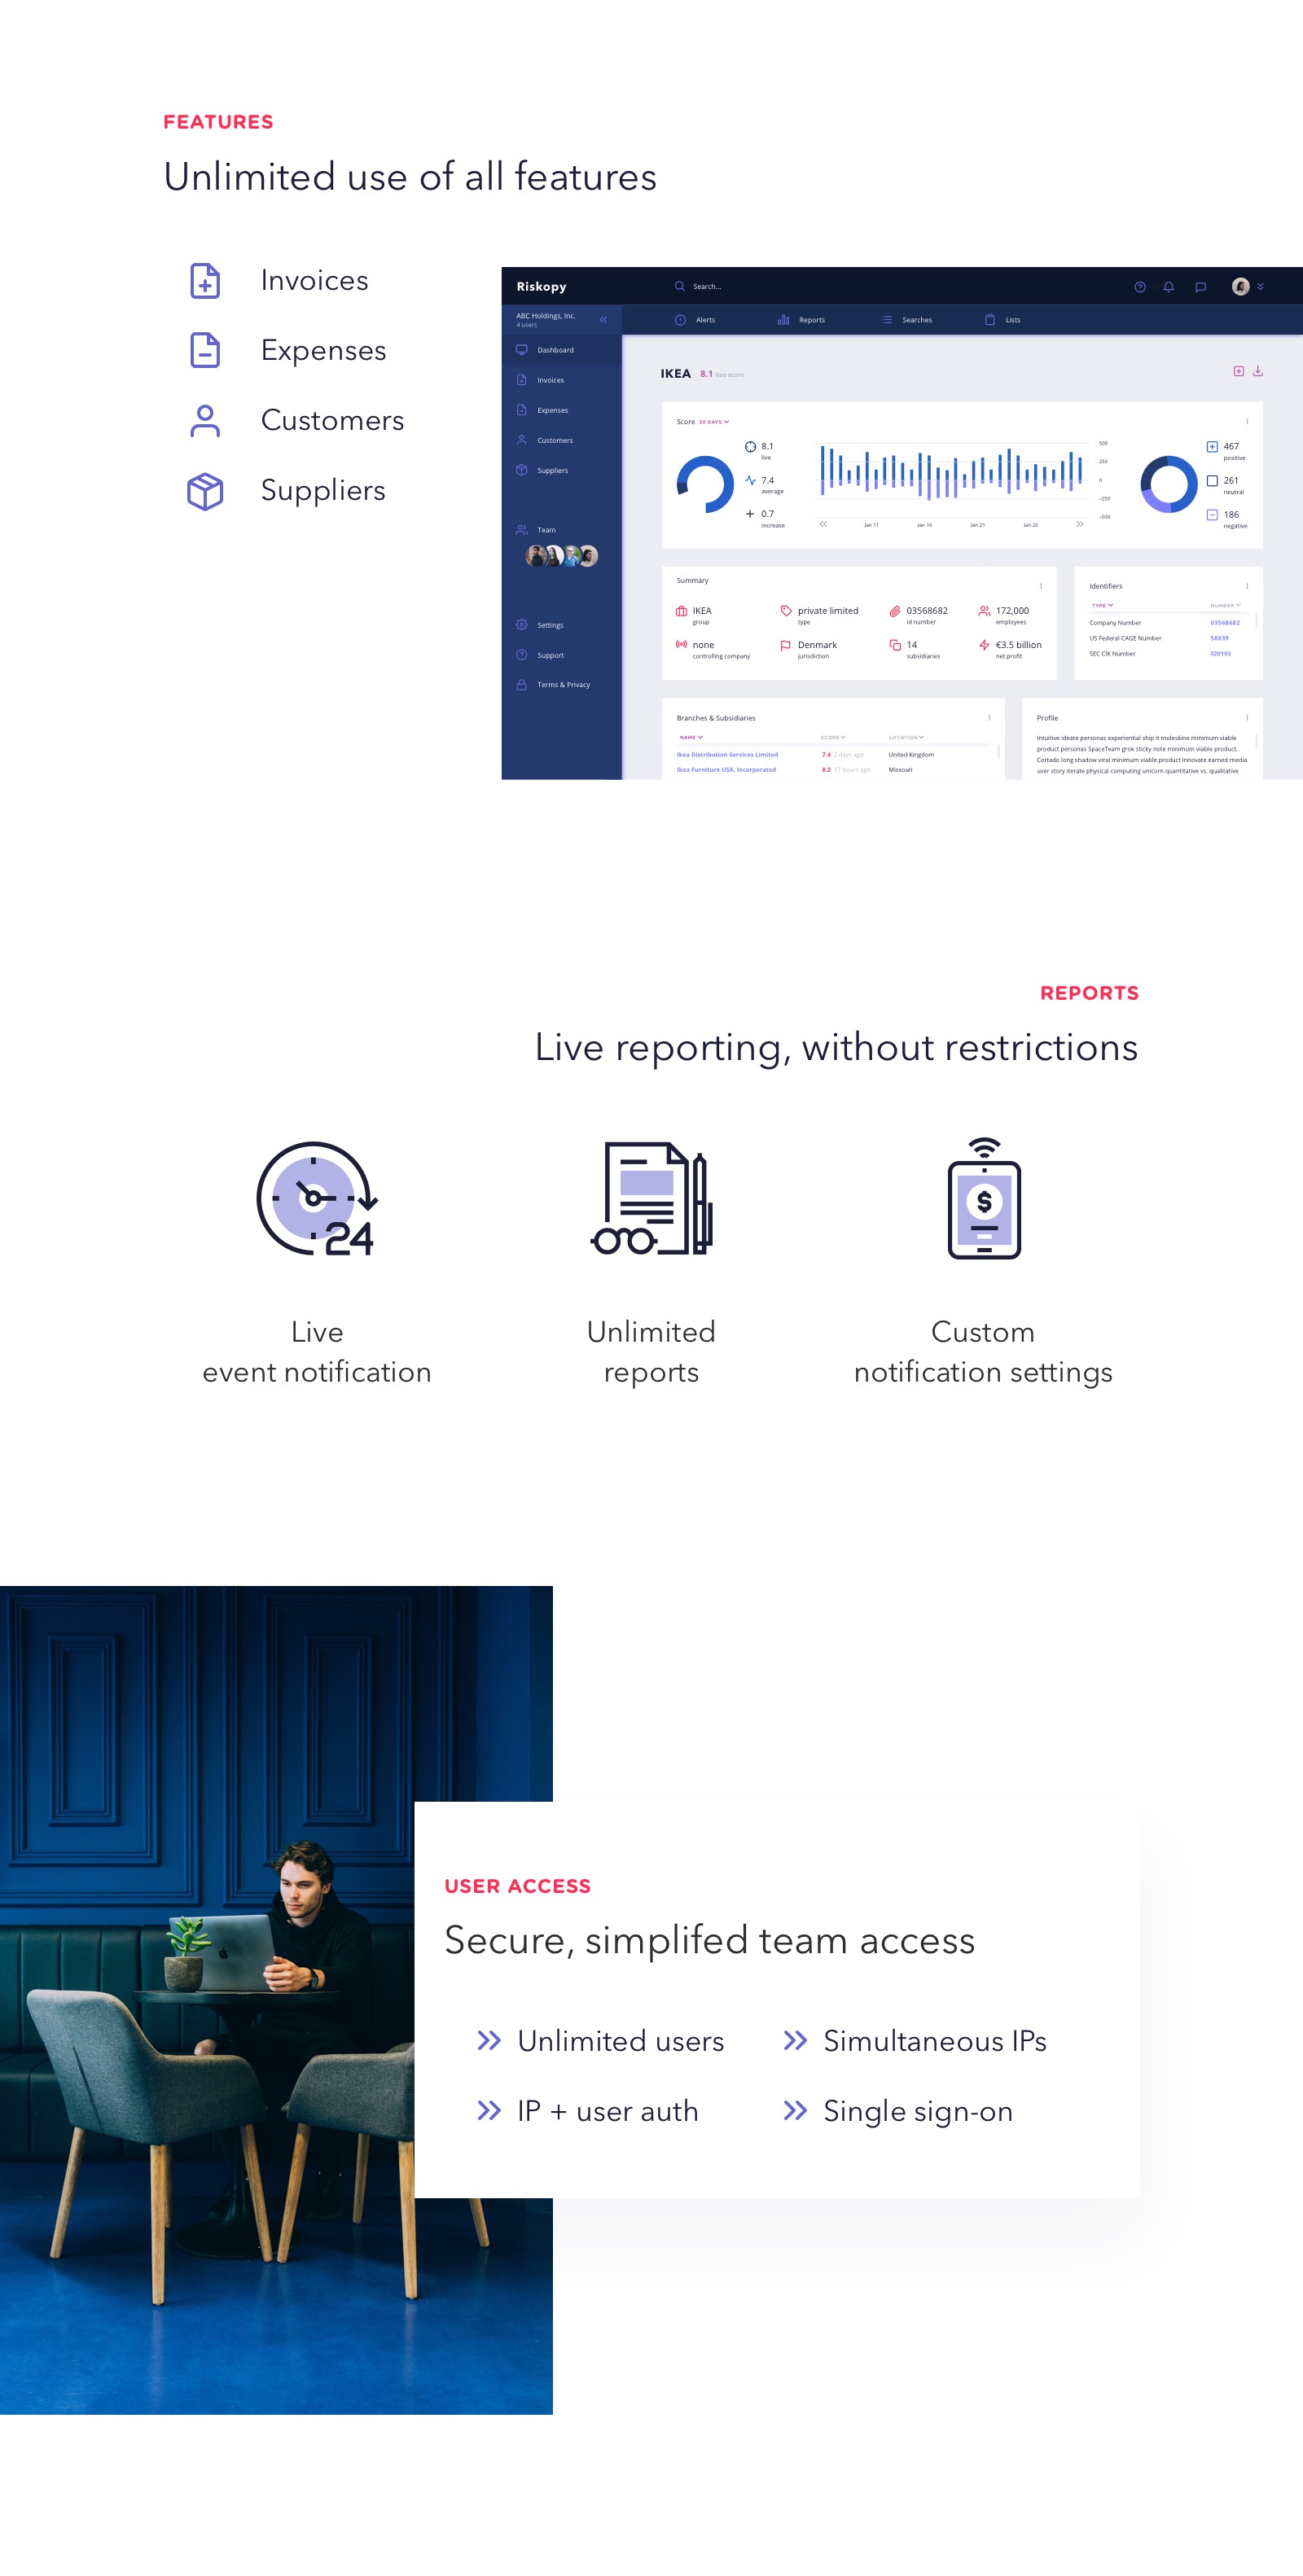 FEATURES
Unlimited use of all features
Invoices
Expenses
Customers
Suppliers
Riskopy
Search...
ABC Holdings, Inc.
4 users
Alerts
Reports
Searches
Lists
Dashboard
Invoices
Expenses
Customers
Suppliers
Team
Settings
Support
Terms & Privacy
IKEA 8.1 live score
Score 30 DAYS
8.1
live
7.4
average
0.7
increase
500
250
0
-250
-500
Jan 11
Jan 16
Jan 21
Jan 26
467
positive
261
neutral
186
negative
Summary
IKEA
group
private limited
type
03568682
id number
172,000
employees
none
controlling company
Denmark
jurisdiction
14
subsidiaries
€3.5 billion
net profit
Identifiers
TYPE NUMBER
Company Number 03568682
US Federal CAGE Number 58839
SEC CIK Number 320193
Branches & Subsidiaries
NAME SCORE LOCATION
Ikea Distribution Services Limited 7.4 2 days ago United Kingdom
Ikea Furniture USA, Incorporated 8.2 17 hours ago Missouri
Profile
Intuitive ideate personas experiential ship it moleskine minimum viable
product personas SpaceTeam grok sticky note minimum viable product.
Cortado long shadow viral minimum viable product innovate earned media
user story iterate physical computing unicorn quantitative vs. qualitative
REPORTS
Live reporting, without restrictions
24
$
Live
event notification
Unlimited
reports
Custom
notification settings
USER ACCESS
Secure, simplifed team access
Unlimited users
Simultaneous IPs
IP + user auth
Single sign-on